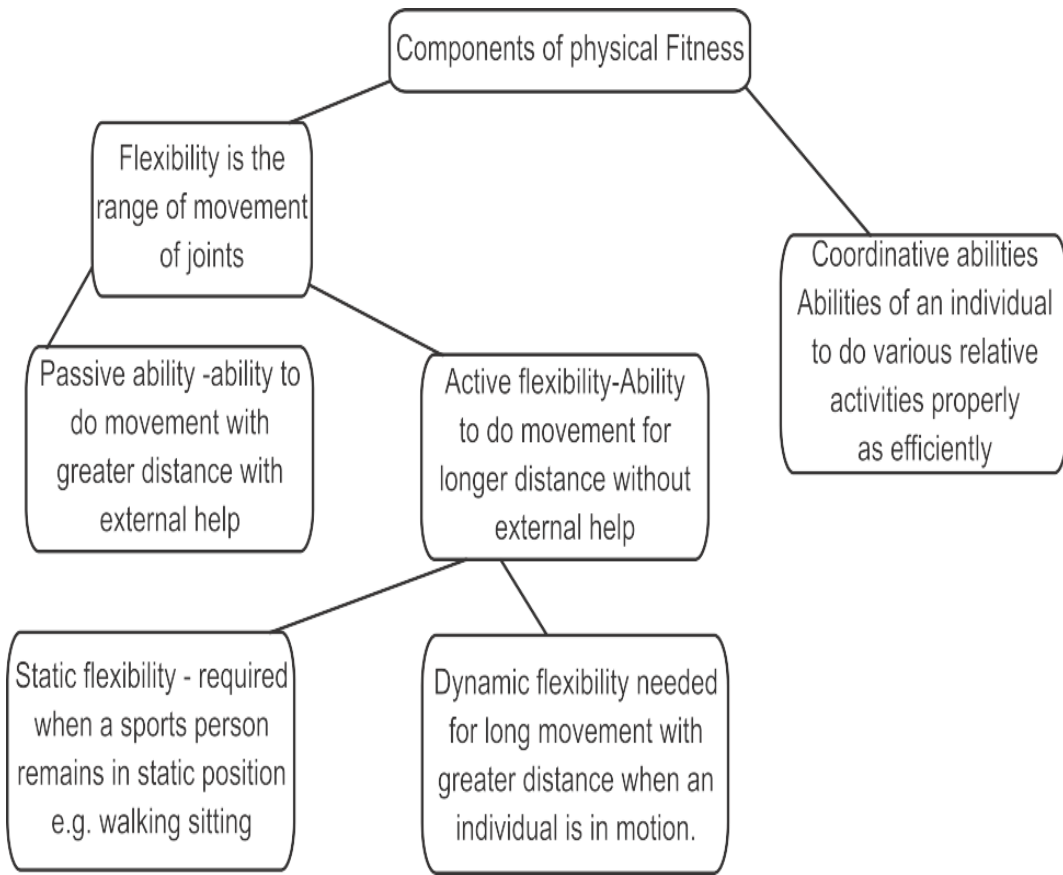 Components of physical Fitness
Flexibility is the
range of movement
of joints
Coordinative abilities
Abilities of an individual
to do various relative
activities properly
as efficiently
Passive ability -ability to
do movement with
greater distance with
external help
Active flexibility-Ability
to do movement for
longer distance without
external help
Static flexibility - required
when a sports person
remains in static position
e.g. walking sitting
Dynamic flexibility needed
for long movement with
greater distance when an
individual is in motion.